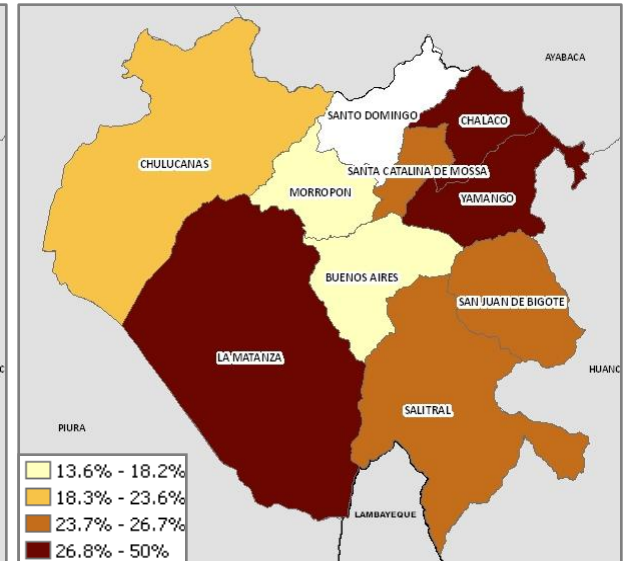 AYABACA
SANTO DOMINGO
CHALACO
CHULUCANAS
SANTA CATALINA DE MOSSA
MORROPON
YAMANGO
BUENOS AIRES
SAN JUAN DE BIGOTE
LA MATANZA
HUANC
SALITRAL
PIURA
13.6% - 18.2%
18.3% - 23.6%
23.7% - 26.7%
26.8% - 50%
LAMBAYEQUE